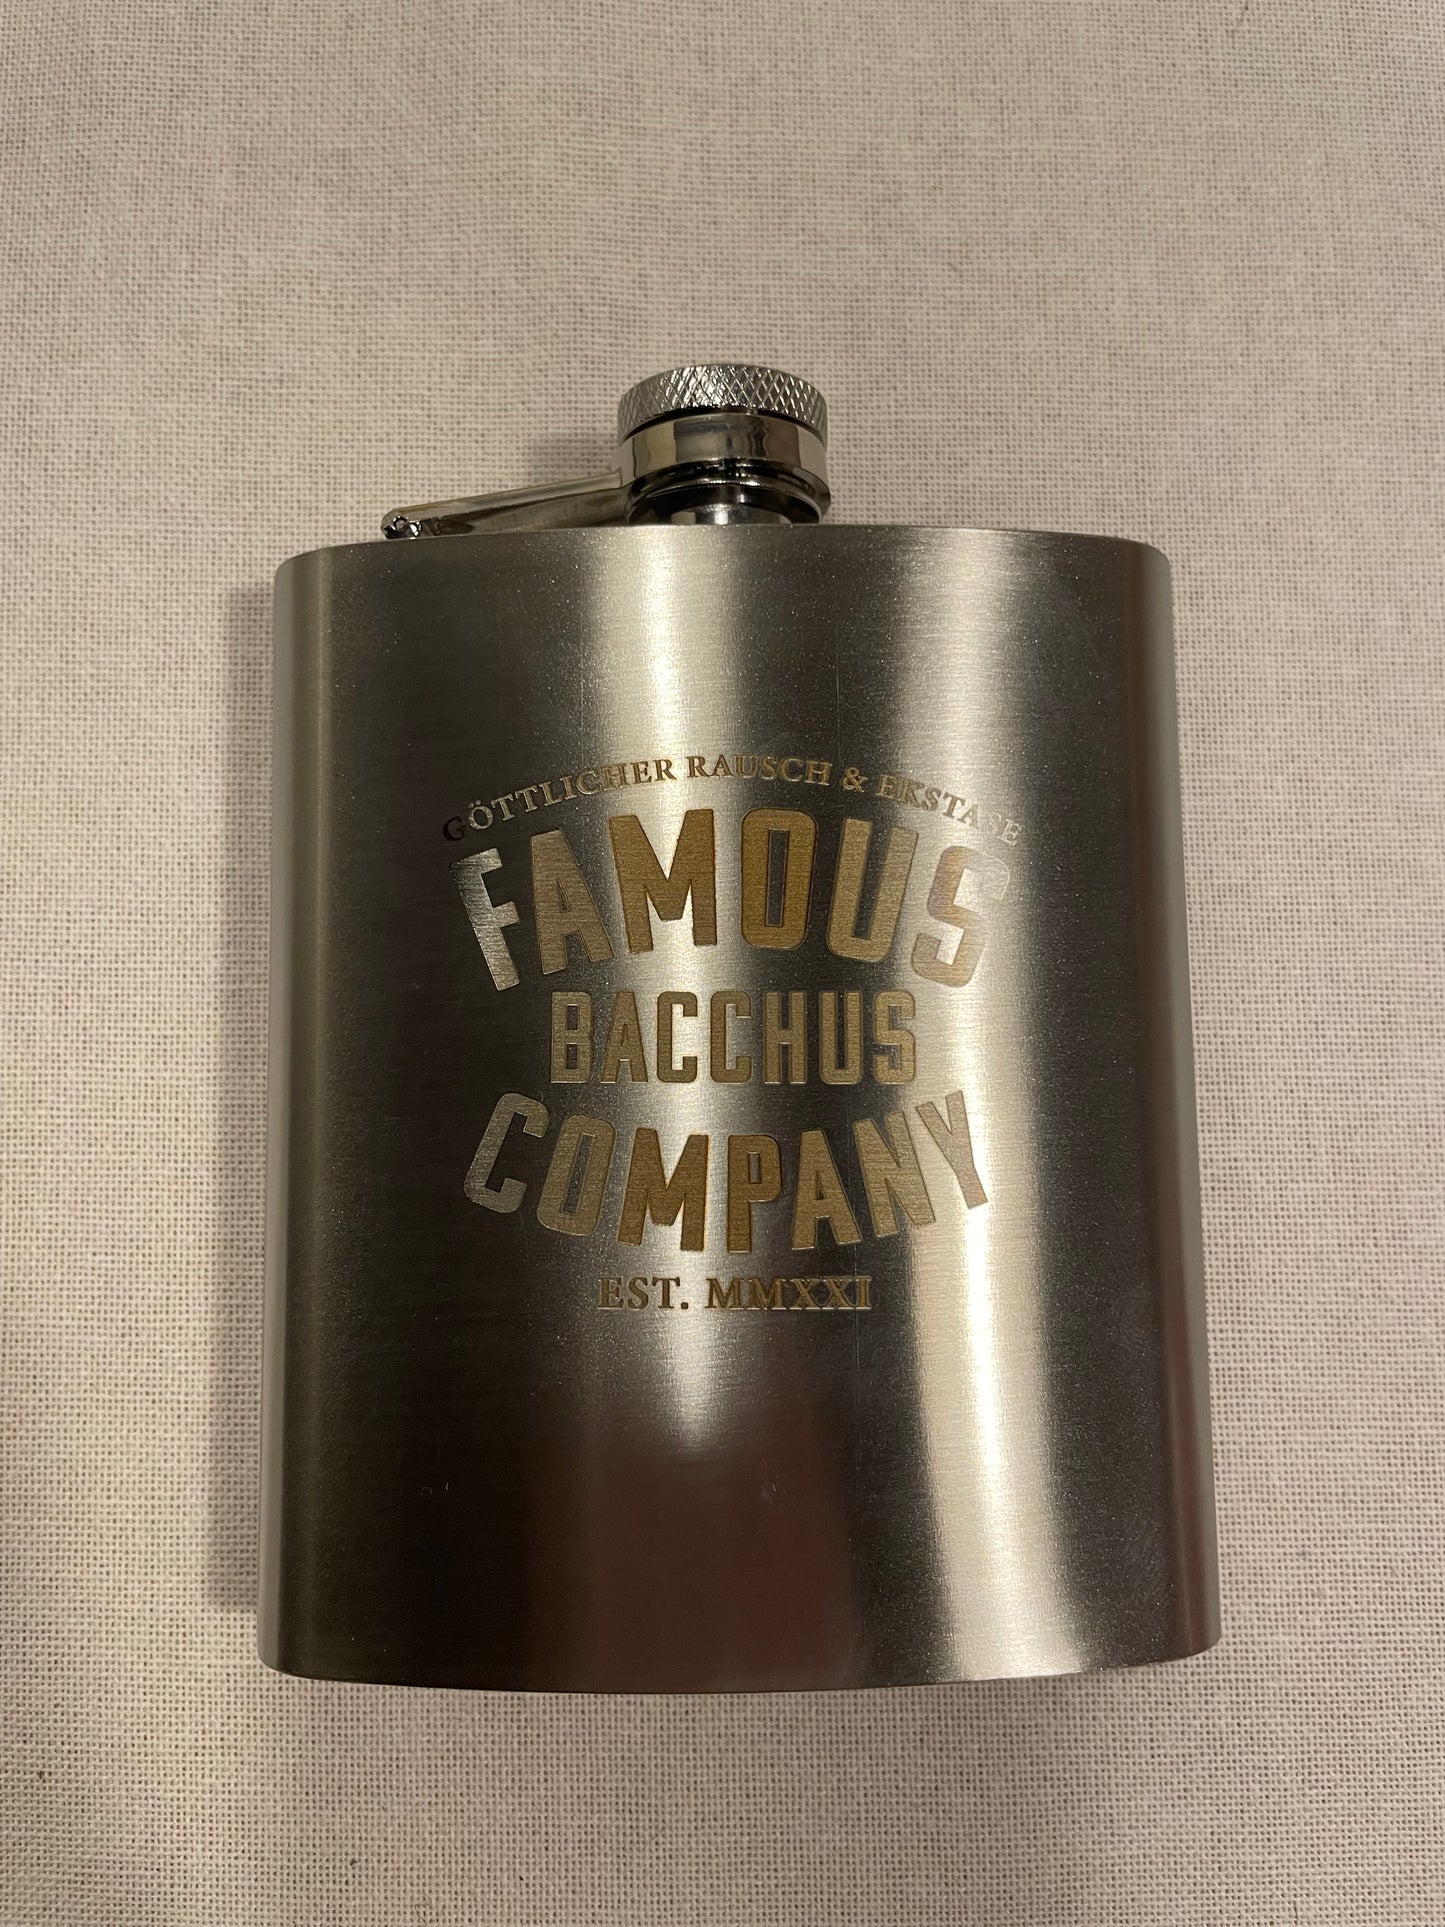 GÖTTLICHER RAUSCH & EKSTASE
FAMOUS
BACCHUS
COMPANY
EST. MMXXI